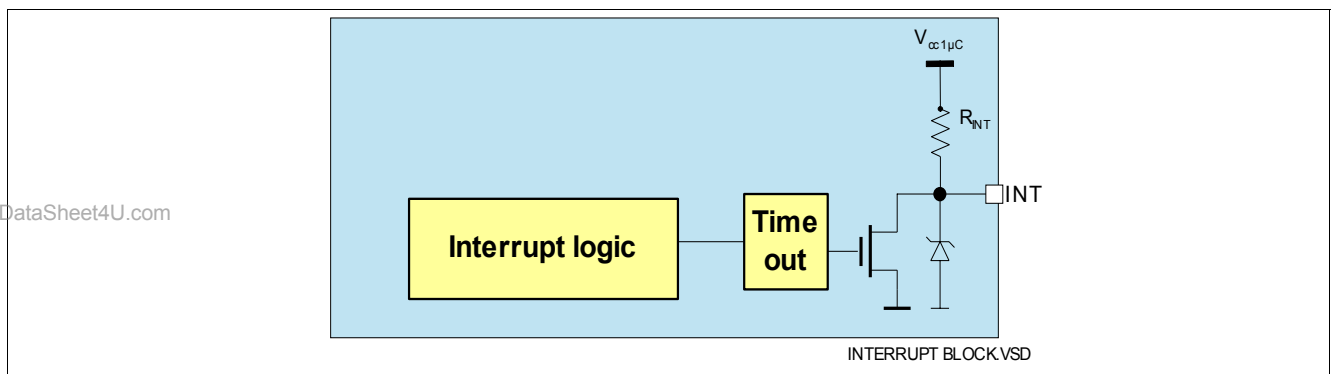 Vcc1µC
RINT
INT
DataSheet4U.com
Interrupt logic
Time
out
INTERRUPT BLOCK.VSD